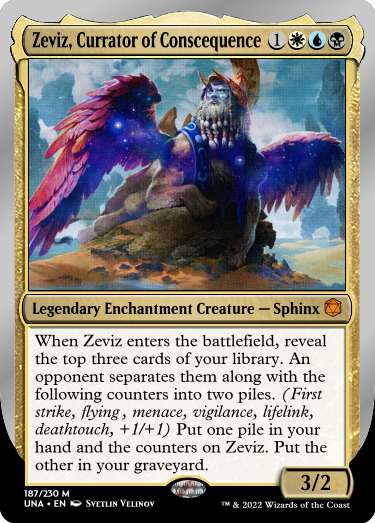 Zeviz, Currator of Conscequence 1
Legendary Enchantment Creature — Sphinx
When Zeviz enters the battlefield, reveal
the top three cards of your library. An
opponent separates them along with the
following counters into two piles. (First
strike, flying , menace, vigilance, lifelink,
deathtouch, +1/+1) Put one pile in your
hand and the counters on Zeviz. Put the
other in your graveyard.
3/2
187/230 M
UNA • EN Svetlin Velinov
™ & 2022 Wizards of the Coast